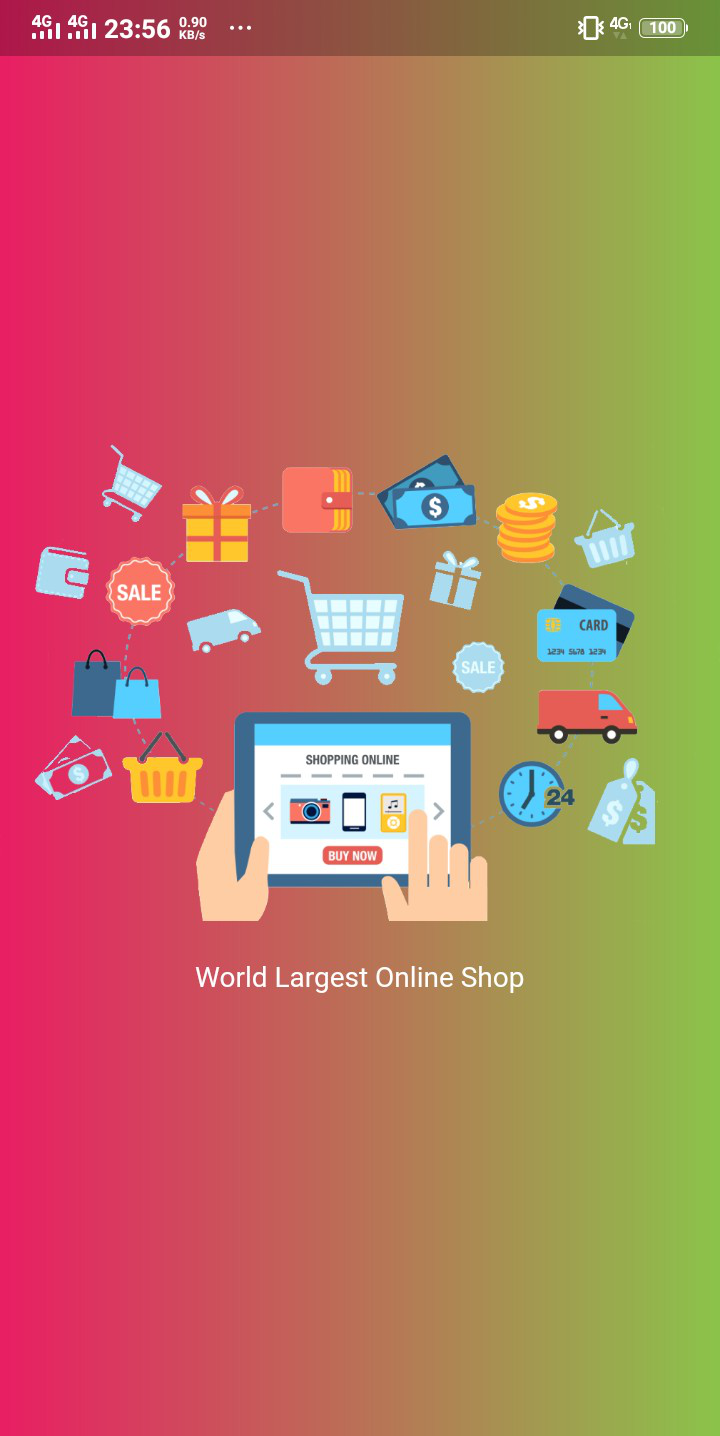 4G 4G 23:56 0.90 KB/s ... 4G 100
$
$
SALE
CARD
1234 5678 1234
SALE
$
SHOPPING ONLINE
24
$ $
BUY NOW
World Largest Online Shop